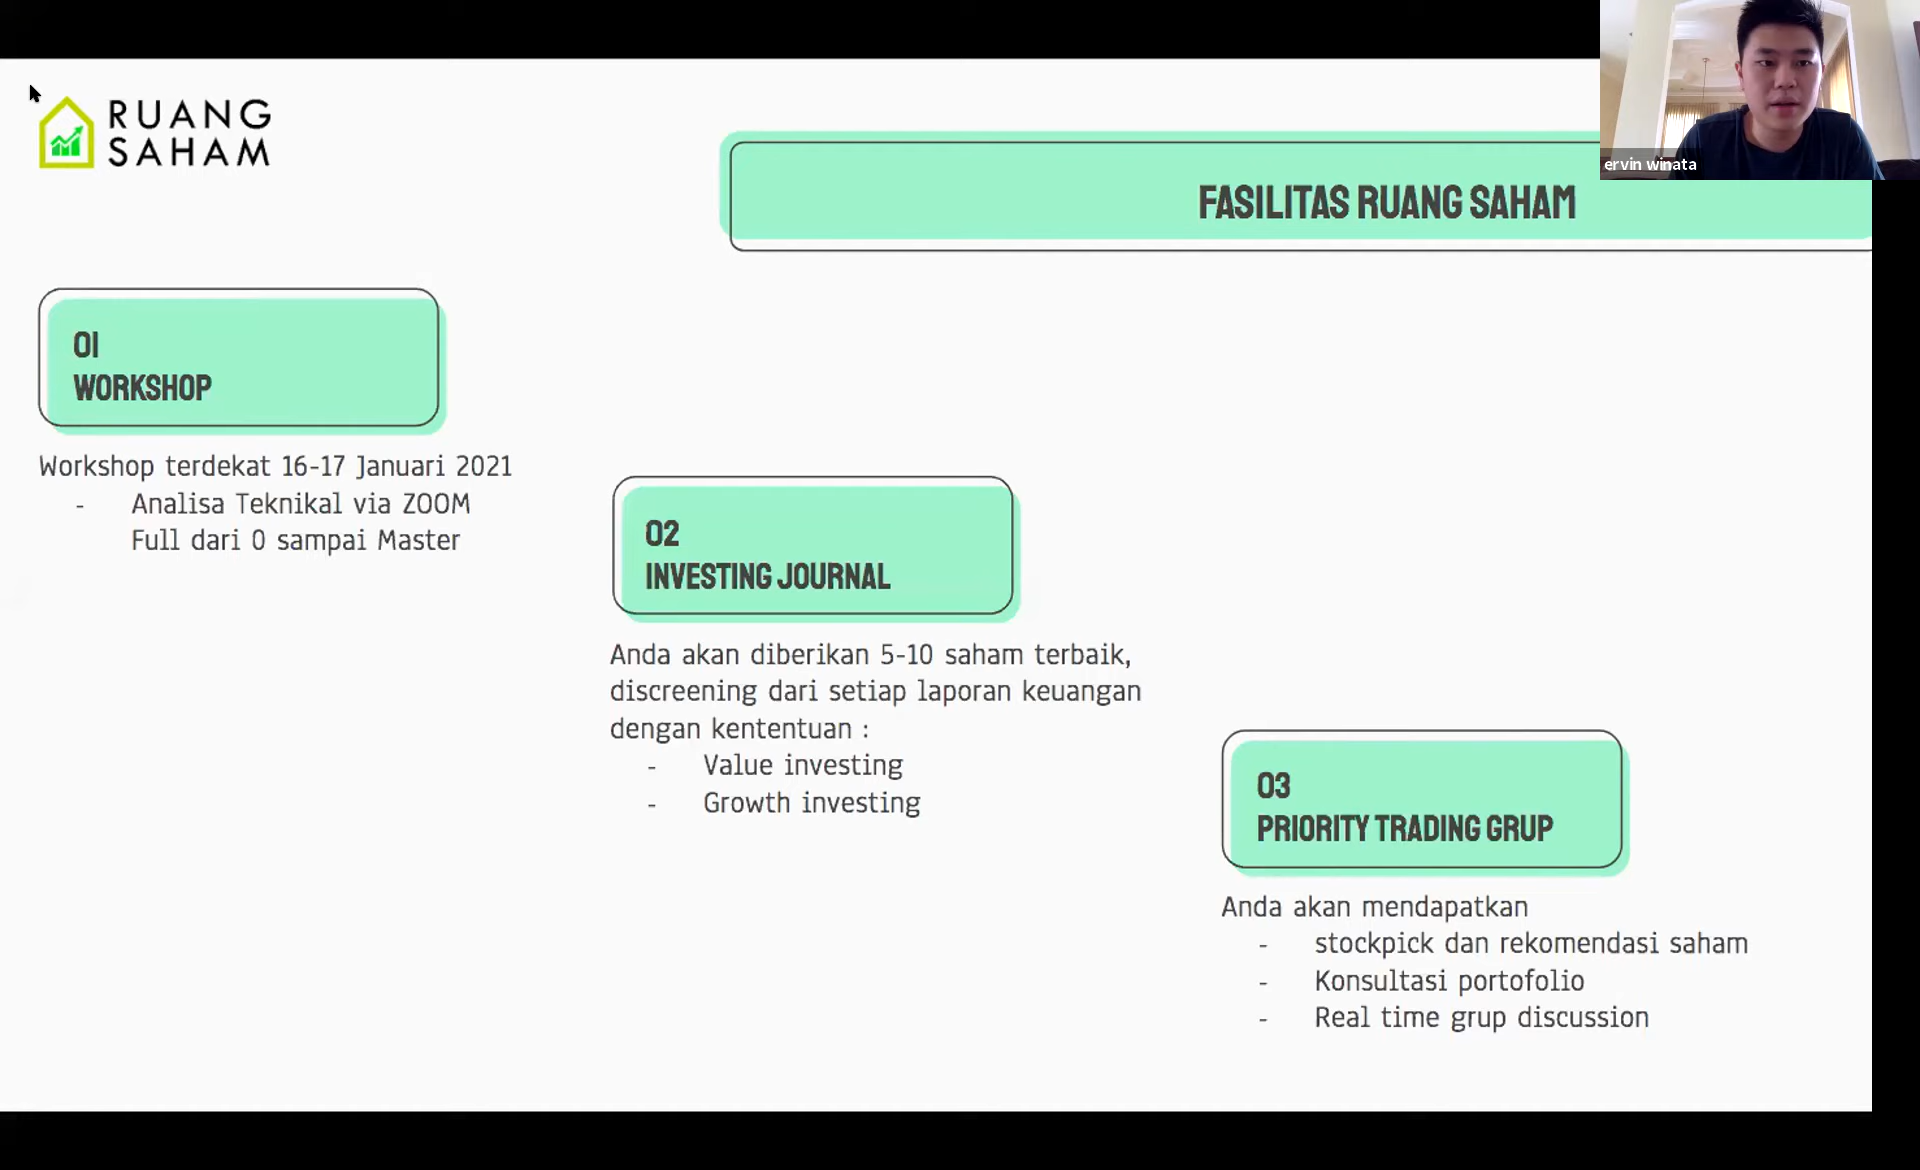 RUANG
SAHAM
ervin winata
FASILITAS RUANG SAHAM
01
WORKSHOP
Workshop terdekat 16-17 Januari 2021
- Analisa Teknikal via ZOOM
Full dari 0 sampai Master
02
INVESTING JOURNAL
Anda akan diberikan 5-10 saham terbaik,
discreening dari setiap laporan keuangan
dengan kententuan :
- Value investing
- Growth investing
03
PRIORITY TRADING GRUP
Anda akan mendapatkan
- stockpick dan rekomendasi saham
- Konsultasi portofolio
- Real time grup discussion